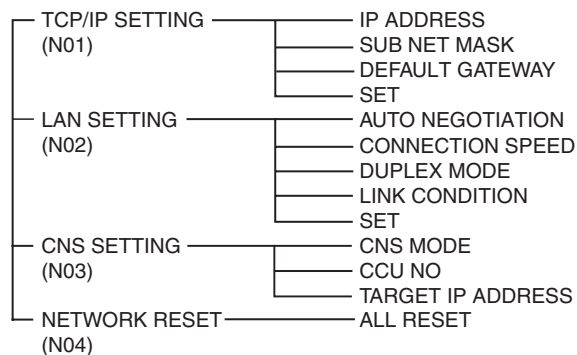 TCP/IP SETTING IP ADDRESS
(N01) SUB NET MASK
DEFAULT GATEWAY
SET
LAN SETTING AUTO NEGOTIATION
(N02) CONNECTION SPEED
DUPLEX MODE
LINK CONDITION
SET
CNS SETTING CNS MODE
(N03) CCU NO
TARGET IP ADDRESS
NETWORK RESET ALL RESET
(N04)